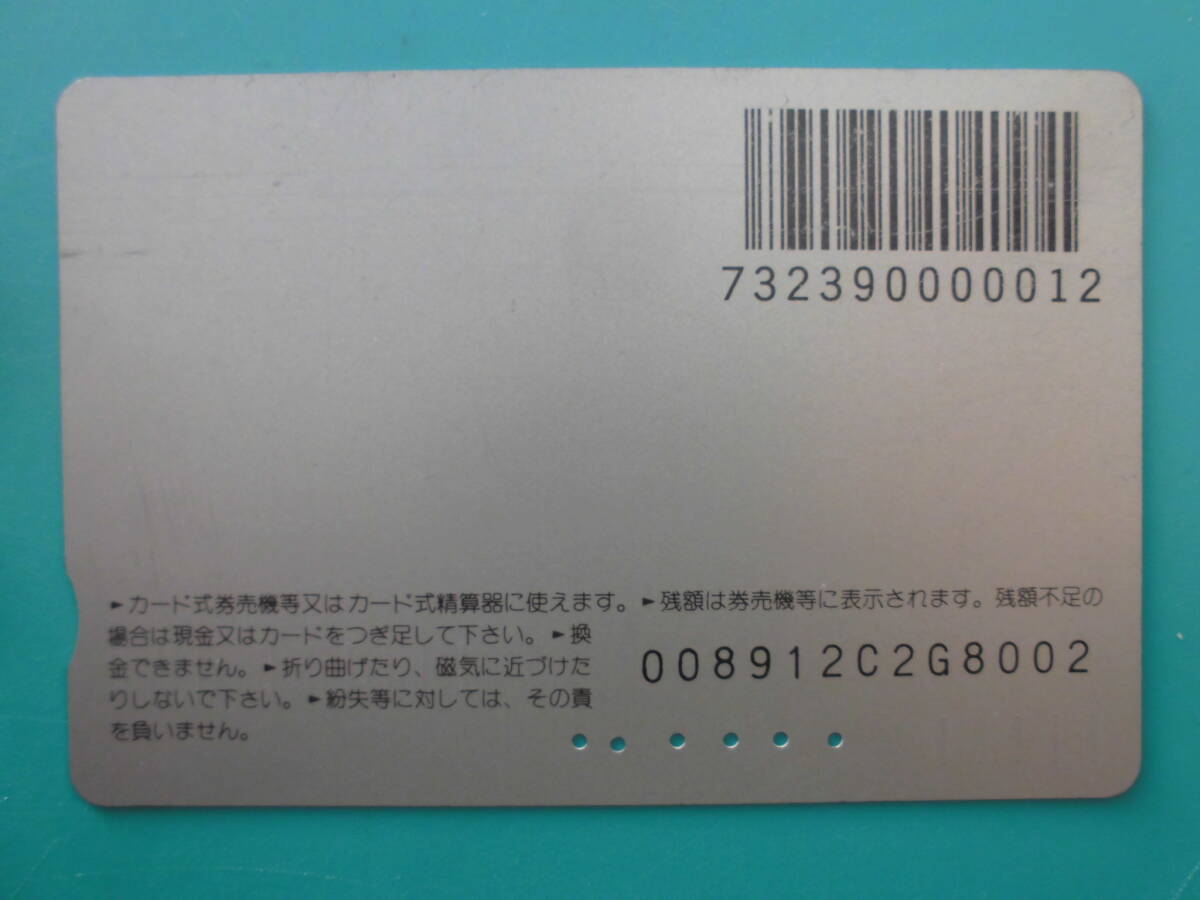 732390000012
►カード式券売機等又はカード式精算器に使えます。►残額は券売機等に表示されます。残額不足の
場合は現金又はカードをつぎ足して下さい。►換
金できません。►折り曲げたり、磁気に近づけた
りしないで下さい。►紛失等に対しては、その責
を負いません。
008912C2G8002